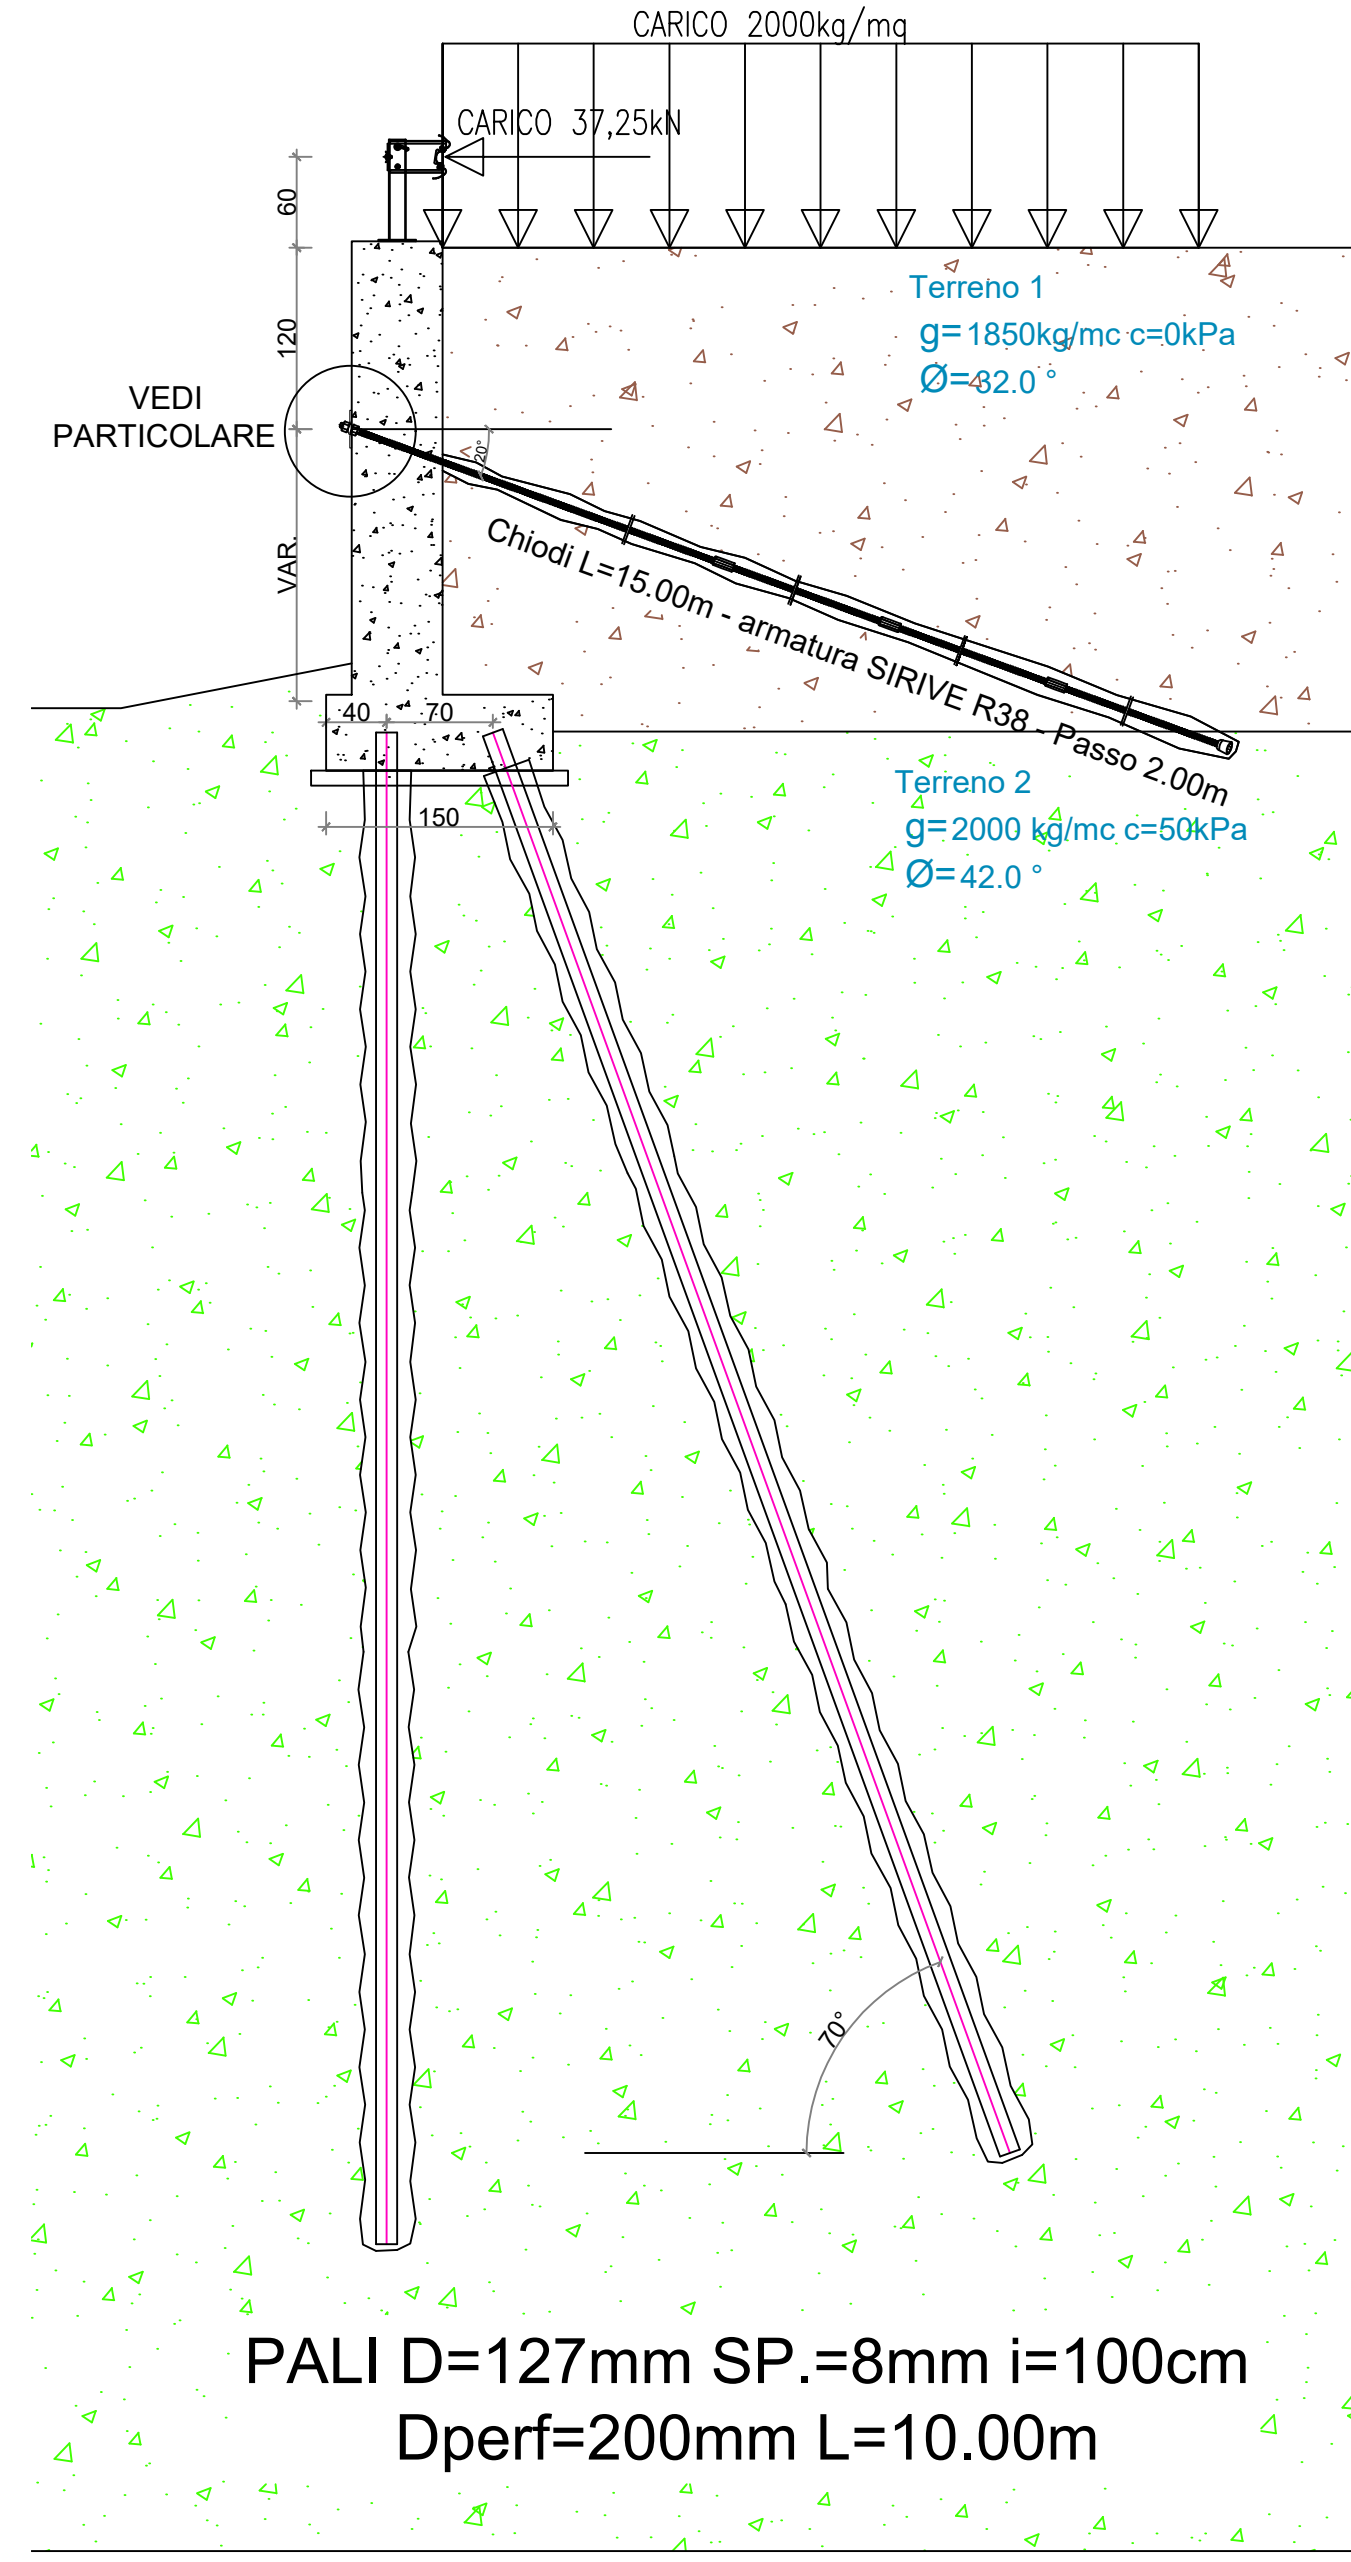 CARICO 2000kg/mq
CARICO 37,25kN
60
Terreno 1
g= 1850kg/mc c=0kPa
Ø= 32.0 °
120
VEDI
PARTICOLARE
20°
Chiodi L=15.00m - armatura SIRIVE R38 - Passo 2.00m
VAR.
40
70
Terreno 2
g= 2000 kg/mc c=50kPa
Ø= 42.0 °
150
70°
PALI D=127mm SP.=8mm i=100cm
Dperf=200mm L=10.00m